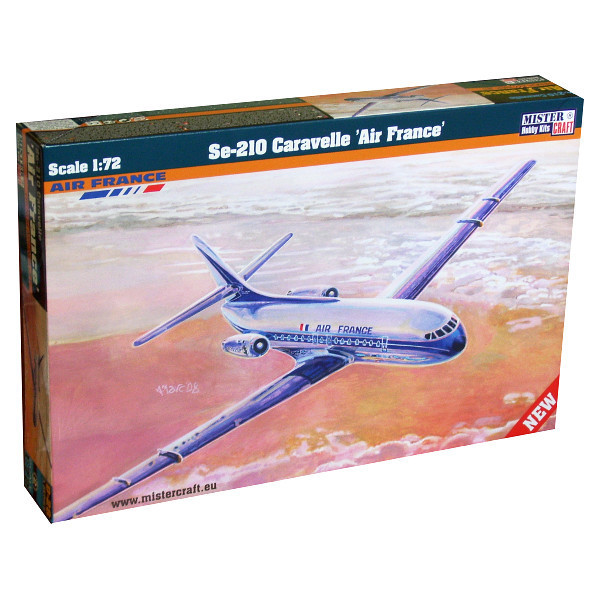 Se-210 Caravelle 'Air France'
MISTER ®
Hobby Kits CRAFT
Scale 1:72
AIR FRANCE
AIR FRANCE
NEW
www.mistercraft.eu